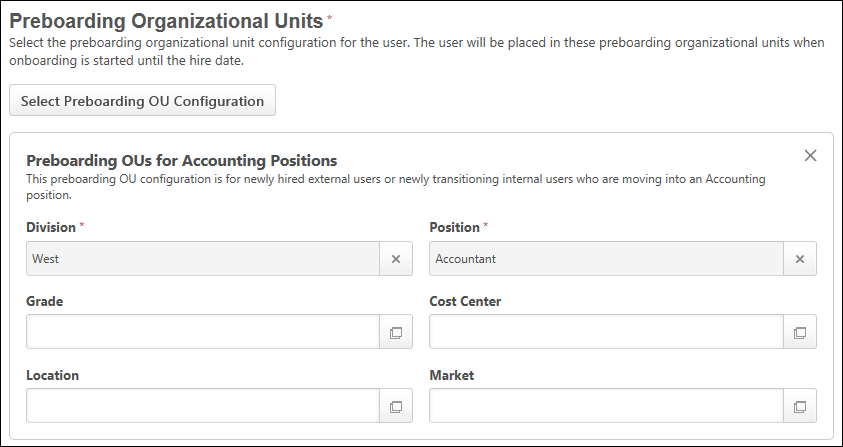 Preboarding Organizational Units *
Select the preboarding organizational unit configuration for the user. The user will be placed in these preboarding organizational units when
onboarding is started until the hire date.
Select Preboarding OU Configuration
Preboarding OUs for Accounting Positions
This preboarding OU configuration is for newly hired external users or newly transitioning internal users who are moving into an Accounting
position.
Division * Position *
West Accountant
Grade Cost Center
Location Market